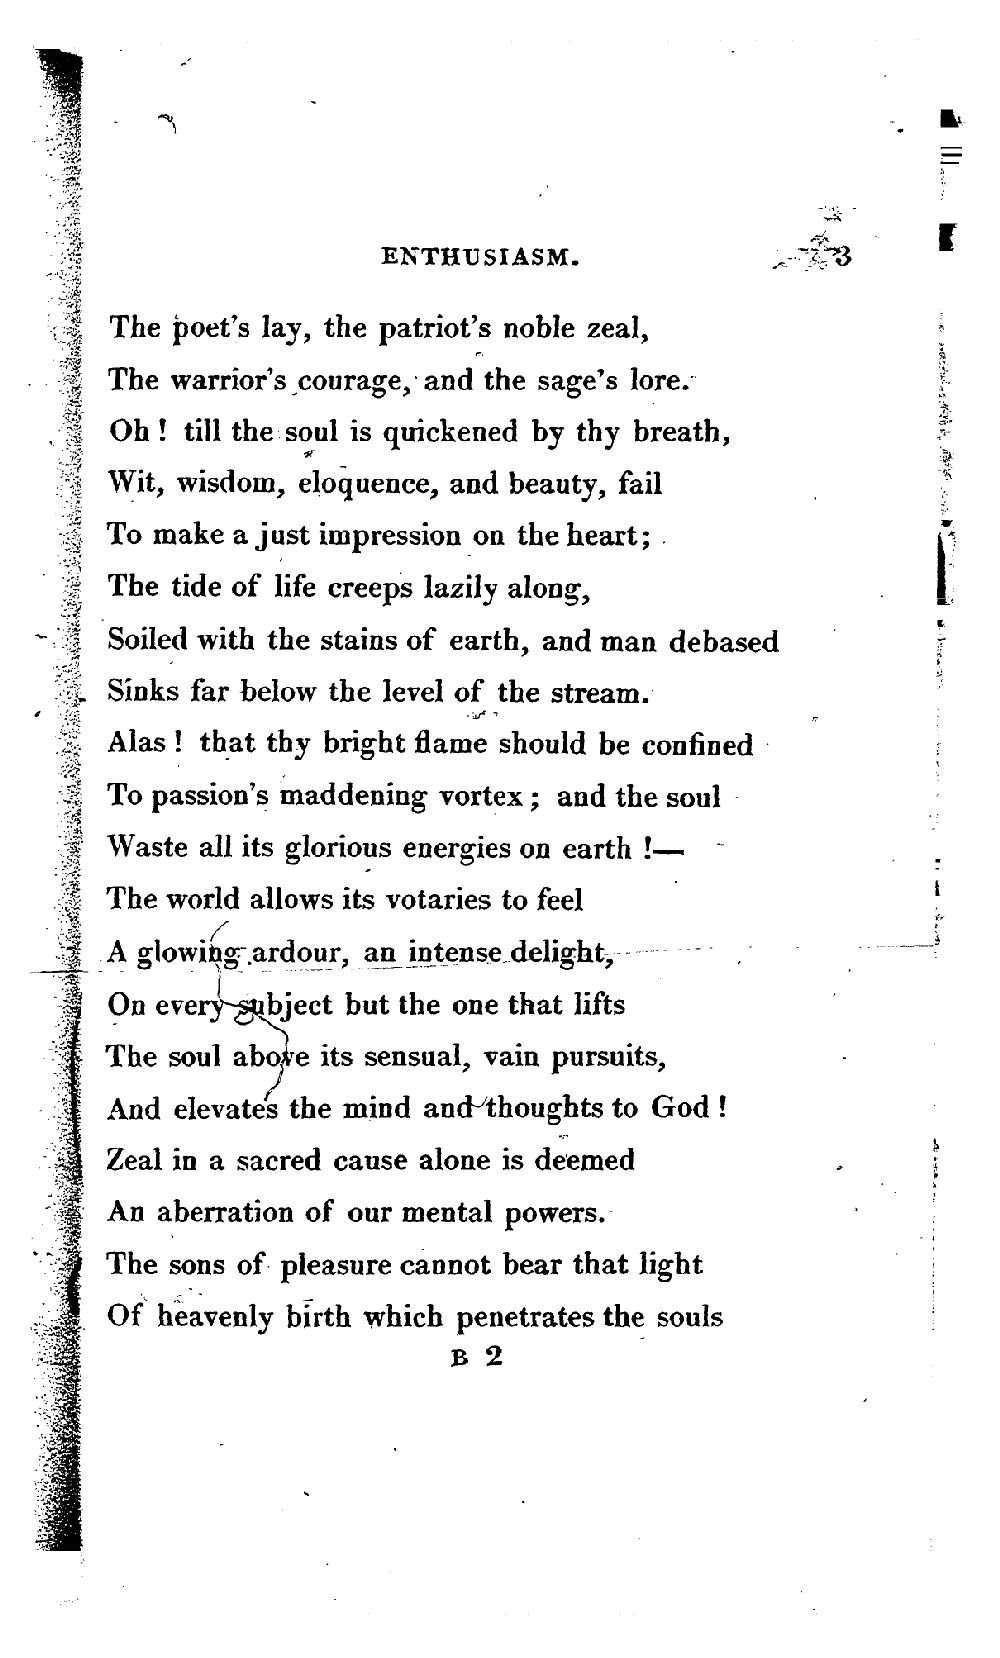 ENTHUSIASM. 3
The poet's lay, the patriot's noble zeal,
The warrior's courage, and the sage's lore.
Oh ! till the soul is quickened by thy breath,
Wit, wisdom, eloquence, and beauty, fail
To make a just impression on the heart;
The tide of life creeps lazily along,
Soiled with the stains of earth, and man debased
Sinks far below the level of the stream.
Alas ! that thy bright flame should be confined
To passion's maddening vortex ; and the soul
Waste all its glorious energies on earth !—
The world allows its votaries to feel
A glowing ardour, an intense delight,
On every subject but the one that lifts
The soul above its sensual, vain pursuits,
And elevates the mind and thoughts to God !
Zeal in a sacred cause alone is deemed
An aberration of our mental powers.
The sons of pleasure cannot bear that light
Of heavenly birth which penetrates the souls
B 2